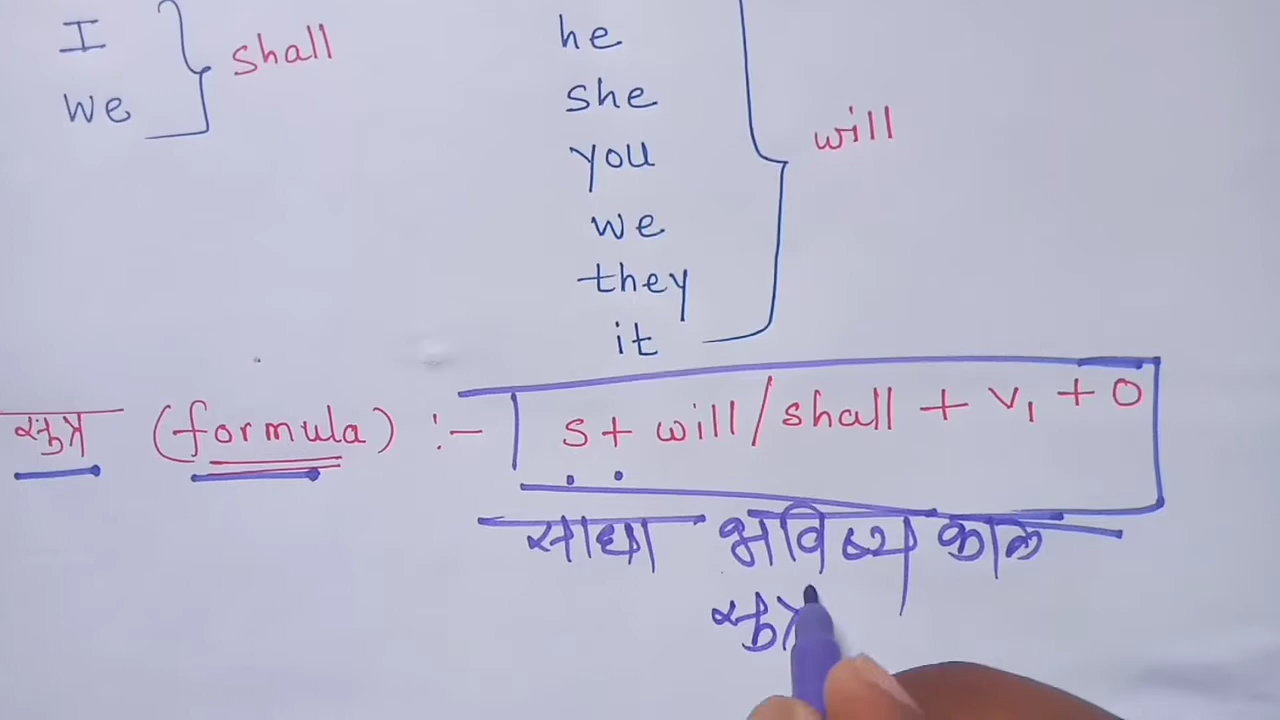 I
we
shall
he
she
you
we
they
it
will
सूत्र (formula) :- S + will/shall + V₁ + O
साधा भविष्य काळ
सूत्र